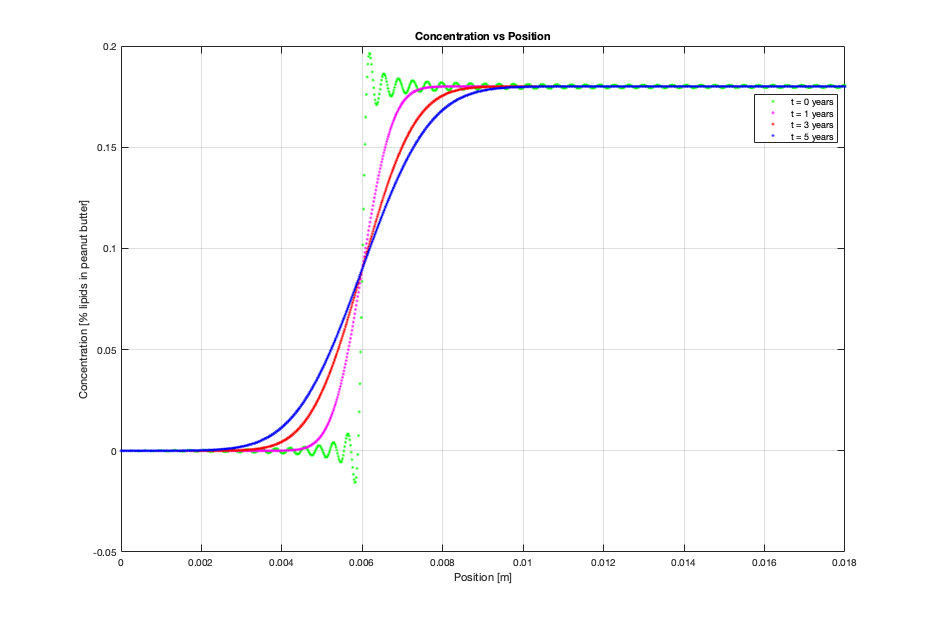 Concentration vs Position
0.2
0.15
0.1
0.05
0
-0.05
Concentration [% lipids in peanut butter]
t = 0 years
t = 1 years
t = 3 years
t = 5 years
0 0.002 0.004 0.006 0.008 0.01 0.012 0.014 0.016 0.018
Position [m]